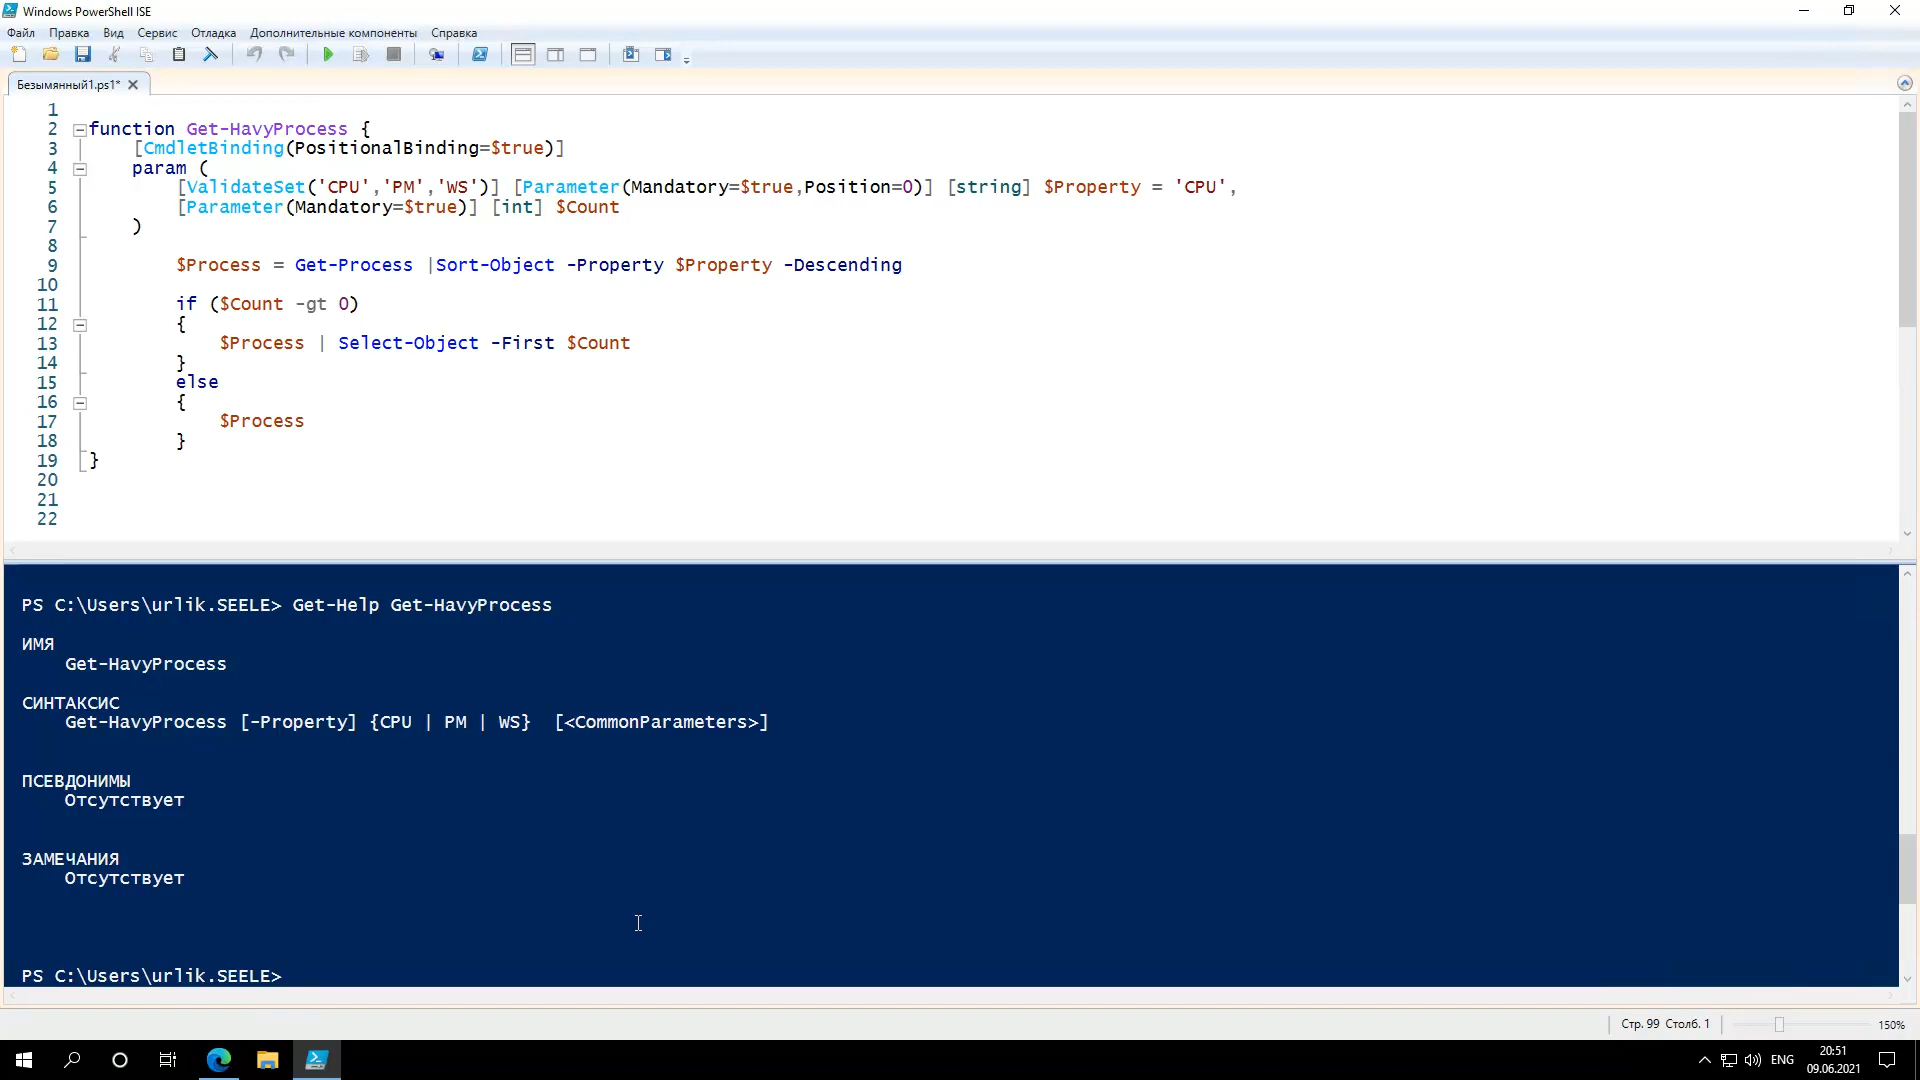 Windows PowerShell ISE
Файл Правка Вид Сервис Отладка Дополнительные компоненты Справка
Безымянный1.ps1*
1
2 function Get-HavyProcess {
3 [CmdletBinding(PositionalBinding=$true)]
4 param (
5 [ValidateSet('CPU','PM','WS')] [Parameter(Mandatory=$true,Position=0)] [string] $Property = 'CPU',
6 [Parameter(Mandatory=$true)] [int] $Count
7 )
8
9 $Process = Get-Process |Sort-Object -Property $Property -Descending
10
11 if ($Count -gt 0)
12 {
13 $Process | Select-Object -First $Count
14 }
15 else
16 {
17 $Process
18 }
19 }
20
21
22
PS C:\Users\urlik.SEELE> Get-Help Get-HavyProcess
ИМЯ
Get-HavyProcess
СИНТАКСИС
Get-HavyProcess [-Property] {CPU | PM | WS}  [<CommonParameters>]
ПСЕВДОНИМЫ
Отсутствует
ЗАМЕЧАНИЯ
Отсутствует
PS C:\Users\urlik.SEELE>
Стр. 99 Столб. 1 150%
ENG 20:51
09.06.2021